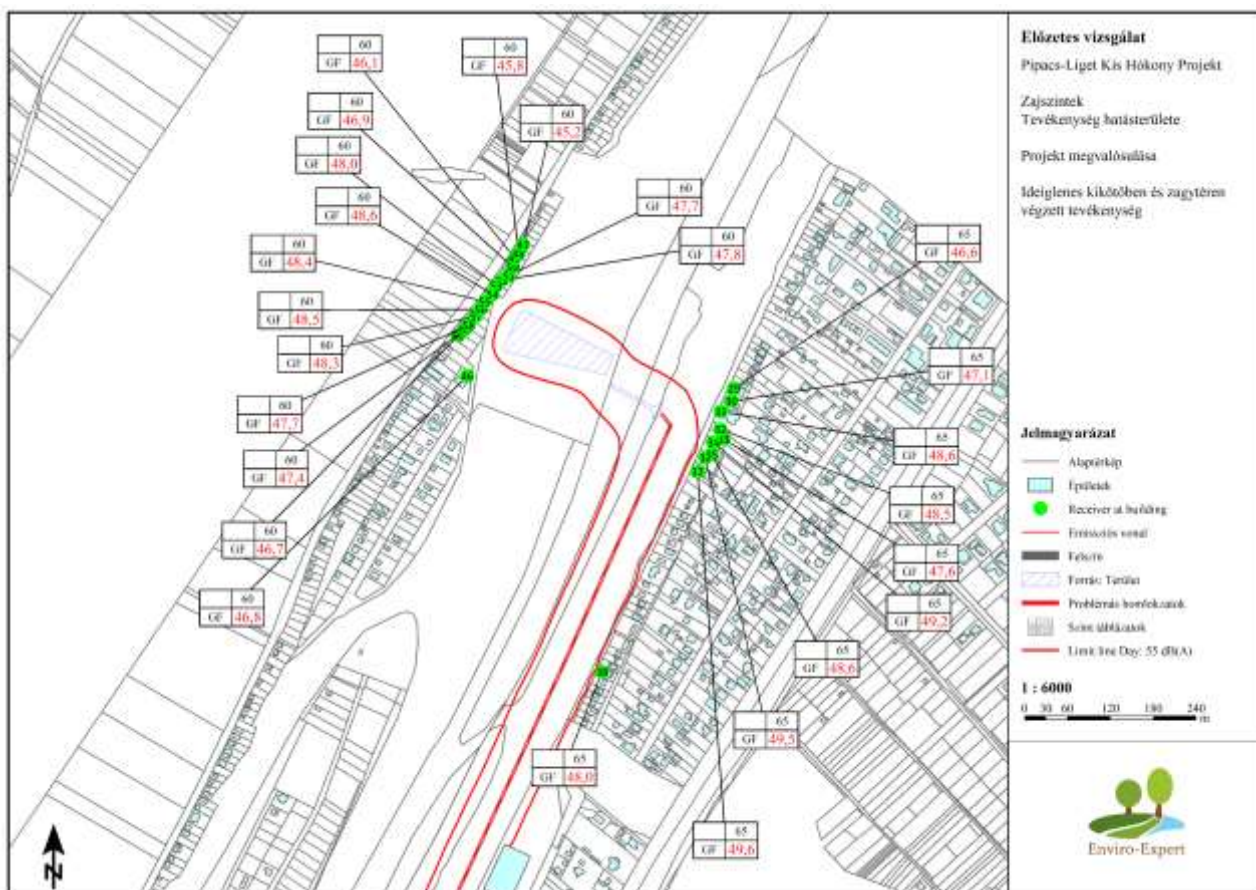 60
GF 46,1
60
GF 45,8
60
GF 46,9
60
GF 45,2
60
GF 48,0
60
GF 48,6
60
GF 47,7
60
GF 47,8
65
GF 46,6
60
GF 48,4
60
GF 48,5
60
GF 48,3
65
GF 47,1
60
GF 47,7
65
GF 48,6
60
GF 47,4
65
GF 48,5
60
GF 46,7
65
GF 47,6
60
GF 46,8
65
GF 49,2
65
GF 48,6
65
GF 49,5
65
GF 48,0
65
GF 49,6
46
N
Előzetes vizsgálat
Pipacs-Liget Kis Hókony Projekt
Zajszintek
Tevékenység hatásterülete
Projekt megvalósulása
Ideiglenes kikötőben és zagytéren
végzett tevékenység
Jelmagyarázat
Alaptérkép
Épületek
Receiver at building
Emissziós vonal
Felszín
Forrás: Terület
Problémás homlokzatok
Szint táblázatok
Limit line Day: 55 dB(A)
1 : 6000
0 30 60 120 180 240
m
Enviro-Expert